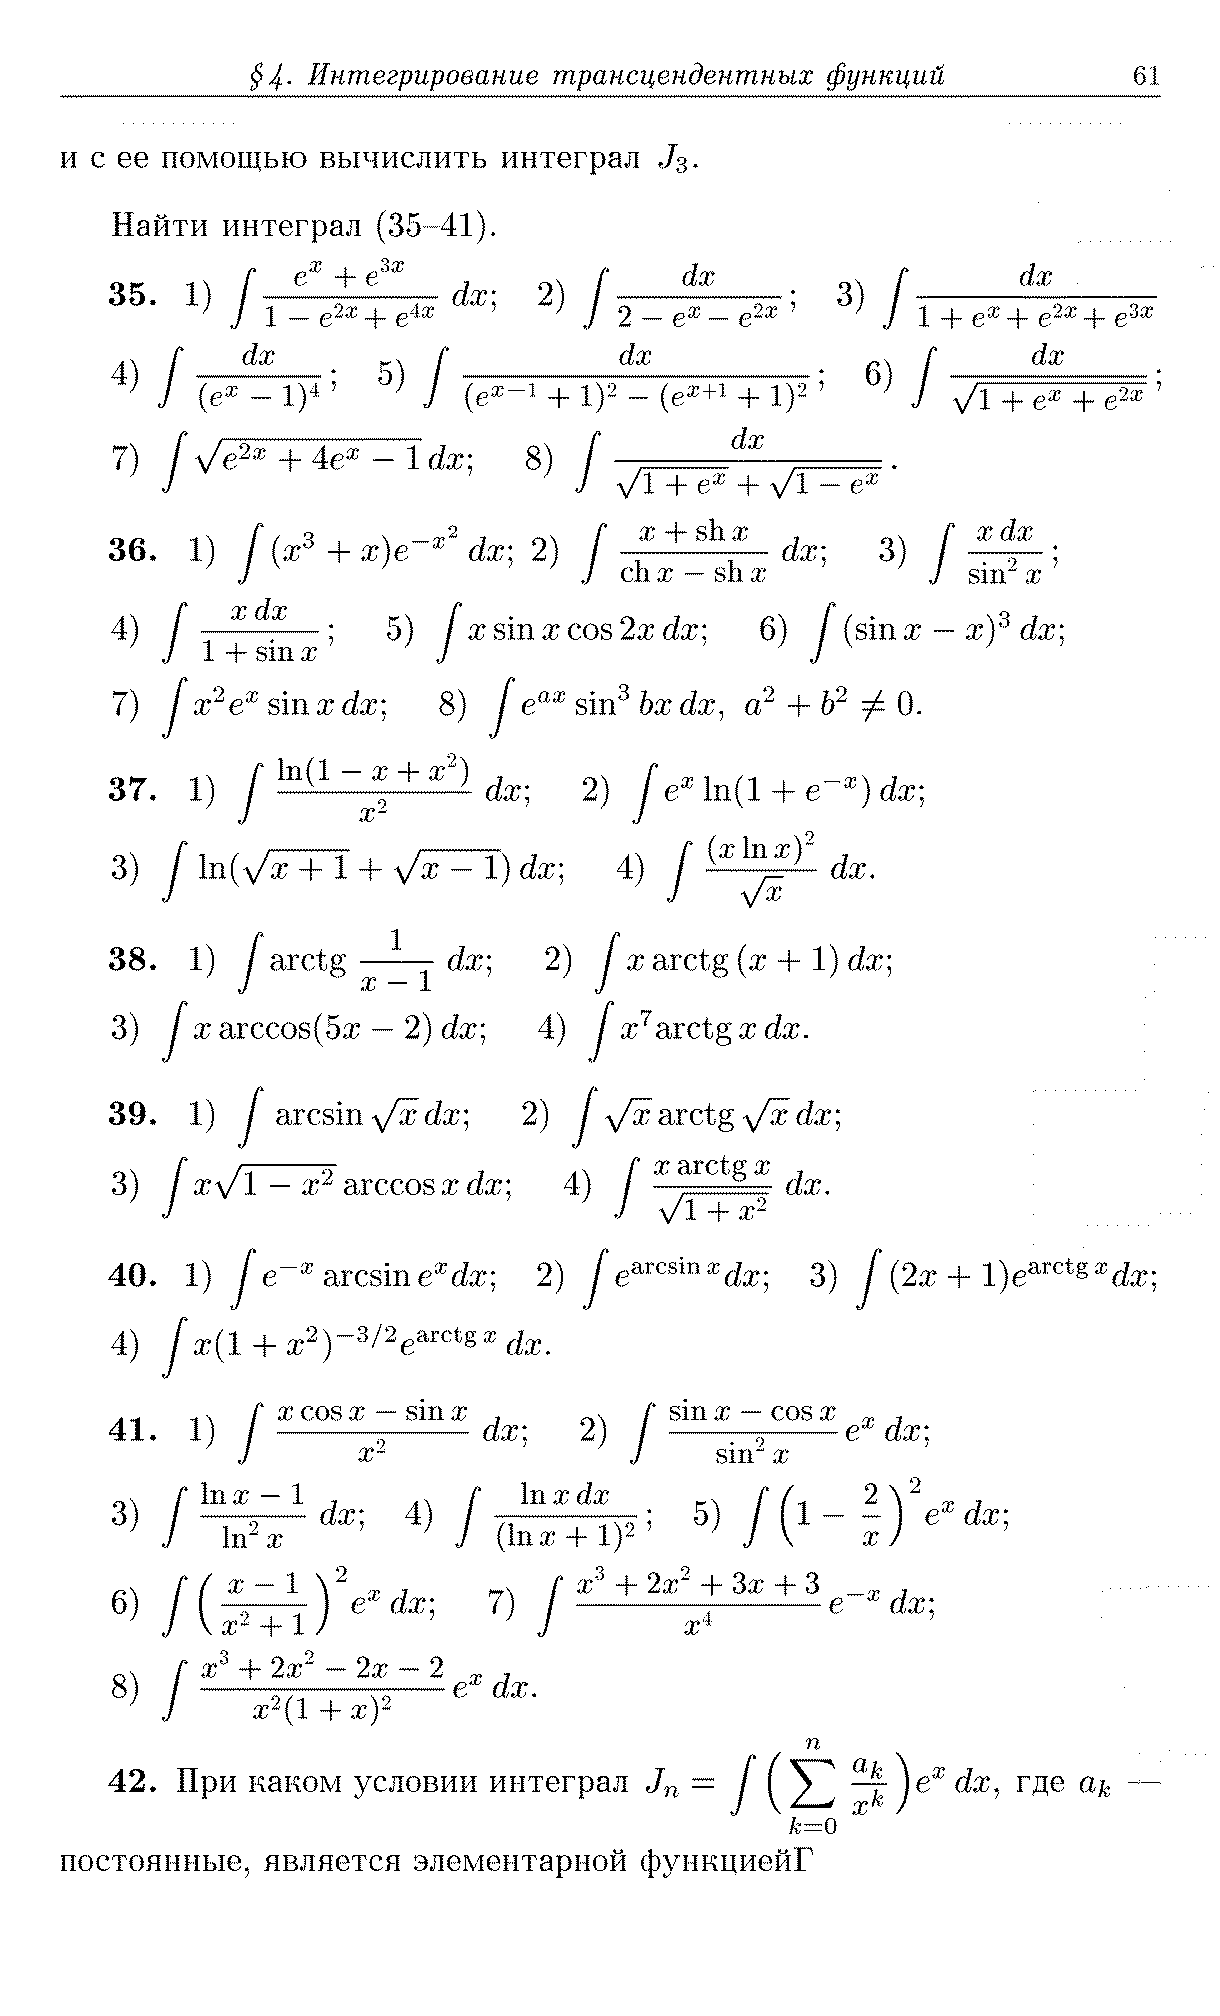 § 4. Интегрирование трансцендентных функций 61
и с ее помощью вычислить интеграл $J_3$.
Найти интеграл (35–41).
35. 1) $\int \frac{e^x + e^{3x}}{1 - e^{2x} + e^{4x}} dx$; 2) $\int \frac{dx}{2 - e^x - e^{2x}}$; 3) $\int \frac{dx}{1 + e^x + e^{2x} + e^{3x}}$
4) $\int \frac{dx}{(e^x - 1)^4}$; 5) $\int \frac{dx}{(e^{x-1} + 1)^2 - (e^{x+1} + 1)^2}$; 6) $\int \frac{dx}{\sqrt{1 + e^x + e^{2x}}}$;
7) $\int \sqrt{e^{2x} + 4e^x - 1}\, dx$; 8) $\int \frac{dx}{\sqrt{1 + e^x} + \sqrt{1 - e^x}}$.
36. 1) $\int (x^3 + x)e^{-x^2} dx$; 2) $\int \frac{x + \operatorname{sh} x}{\operatorname{ch} x - \operatorname{sh} x} dx$; 3) $\int \frac{x\, dx}{\sin^2 x}$;
4) $\int \frac{x\, dx}{1 + \sin x}$; 5) $\int x \sin x \cos 2x\, dx$; 6) $\int (\sin x - x)^3 dx$;
7) $\int x^2 e^x \sin x\, dx$; 8) $\int e^{ax} \sin^3 bx\, dx$, $a^2 + b^2 \neq 0$.
37. 1) $\int \frac{\ln(1 - x + x^2)}{x^2} dx$; 2) $\int e^x \ln(1 + e^{-x})\, dx$;
3) $\int \ln(\sqrt{x + 1} + \sqrt{x - 1})\, dx$; 4) $\int \frac{(x \ln x)^2}{\sqrt{x}} dx$.
38. 1) $\int \operatorname{arctg} \frac{1}{x - 1} dx$; 2) $\int x \operatorname{arctg}(x + 1)\, dx$;
3) $\int x \arccos(5x - 2)\, dx$; 4) $\int x^7 \operatorname{arctg} x\, dx$.
39. 1) $\int \arcsin \sqrt{x}\, dx$; 2) $\int \sqrt{x} \operatorname{arctg} \sqrt{x}\, dx$;
3) $\int x\sqrt{1 - x^2} \arccos x\, dx$; 4) $\int \frac{x \operatorname{arctg} x}{\sqrt{1 + x^2}} dx$.
40. 1) $\int e^{-x} \arcsin e^x dx$; 2) $\int e^{\arcsin x} dx$; 3) $\int (2x + 1)e^{\operatorname{arctg} x} dx$;
4) $\int x(1 + x^2)^{-3/2} e^{\operatorname{arctg} x} dx$.
41. 1) $\int \frac{x \cos x - \sin x}{x^2} dx$; 2) $\int \frac{\sin x - \cos x}{\sin^2 x} e^x dx$;
3) $\int \frac{\ln x - 1}{\ln^2 x} dx$; 4) $\int \frac{\ln x\, dx}{(\ln x + 1)^2}$; 5) $\int \left(1 - \frac{2}{x}\right)^2 e^x dx$;
6) $\int \left(\frac{x - 1}{x^2 + 1}\right)^2 e^x dx$; 7) $\int \frac{x^3 + 2x^2 + 3x + 3}{x^4} e^{-x} dx$;
8) $\int \frac{x^3 + 2x^2 - 2x - 2}{x^2(1 + x)^2} e^x dx$.
42. При каком условии интеграл $J_n = \int \left(\sum_{k=0}^{n} \frac{a_k}{x^k}\right) e^x dx$, где $a_k$ —
постоянные, является элементарной функциейГ